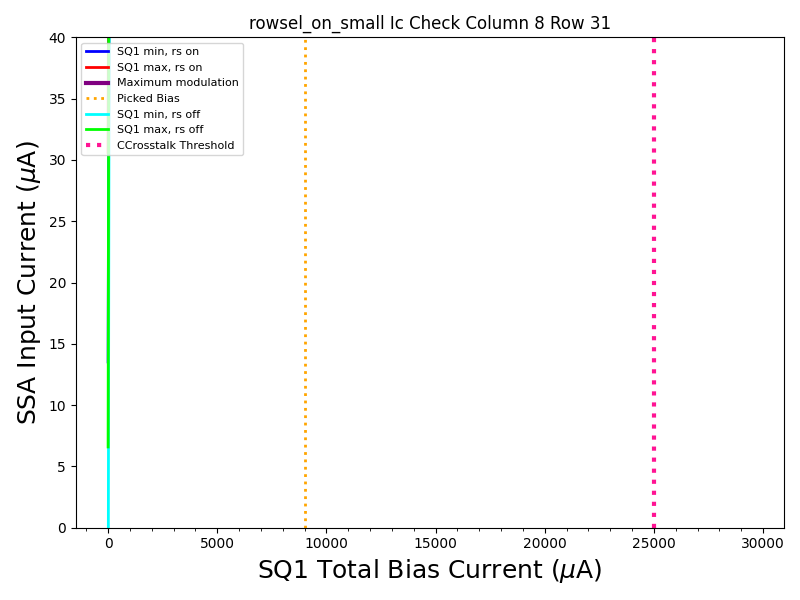 rowsel_on_small Ic Check Column 8 Row 31
SQ1 min, rs on
SQ1 max, rs on
Maximum modulation
Picked Bias
SQ1 min, rs off
SQ1 max, rs off
CCrosstalk Threshold
40
35
30
25
20
15
10
5
0
SSA Input Current (μA)
0 5000 10000 15000 20000 25000 30000
SQ1 Total Bias Current (μA)